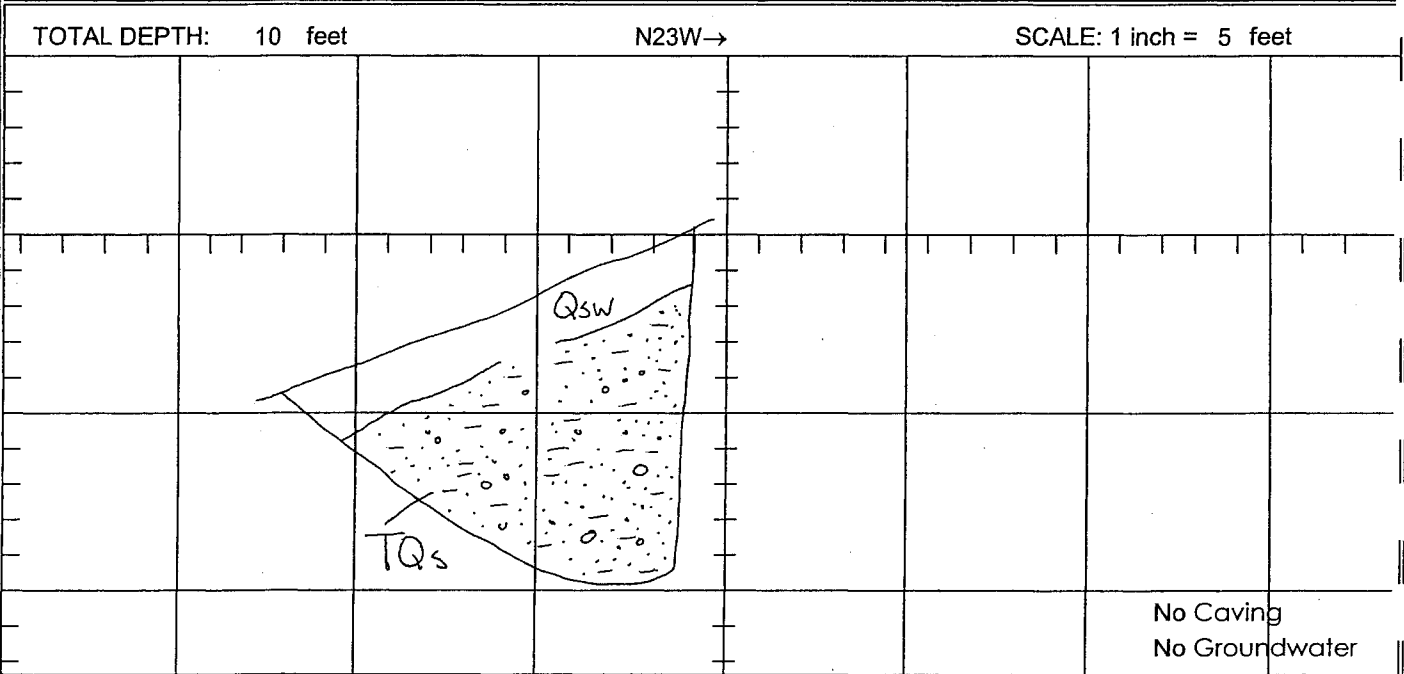 TOTAL DEPTH: 10 feet N23W→ SCALE: 1 inch = 5 feet
Qsw
TQs
No Caving
No Groundwater